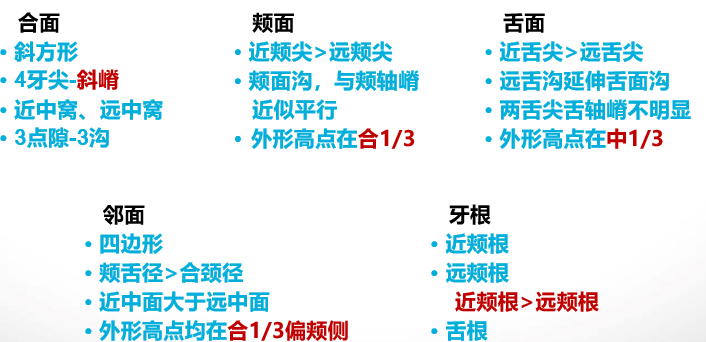 合面
• 斜方形
• 4牙尖-斜嵴
• 近中窝、远中窝
• 3点隙-3沟
颊面
• 近颊尖>远颊尖
• 颊面沟，与颊轴嵴
近似平行
• 外形高点在合1/3
舌面
• 近舌尖>远舌尖
• 远舌沟延伸舌面沟
• 两舌尖舌轴嵴不明显
• 外形高点在中1/3
邻面
• 四边形
• 颊舌径>合颈径
• 近中面大于远中面
• 外形高点均在合1/3偏颊侧
牙根
• 近颊根
• 远颊根
近颊根>远颊根
• 舌根